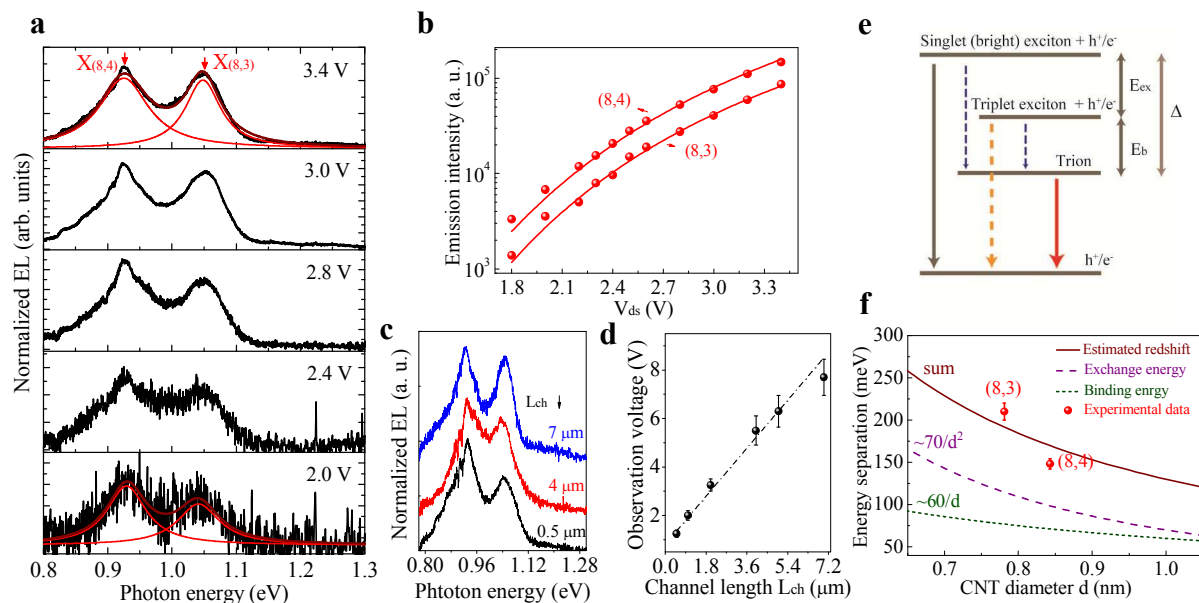 a
X(8,4)
X(8,3)
3.4 V
3.0 V
2.8 V
2.4 V
2.0 V
Normalized EL (arb. units)
0.8 0.9 1.0 1.1 1.2 1.3
Photon energy (eV)
b
10⁵
10⁴
10³
Emission intensity (a. u.)
(8,4)
(8,3)
1.8 2.1 2.4 2.7 3.0 3.3
Vds (V)
c
Lch
7 μm
4 μm
0.5 μm
Normalized EL (a. u.)
0.80 0.96 1.12 1.28
Phtoton energy (eV)
d
8
6
4
2
Observation voltage (V)
0.0 1.8 3.6 5.4 7.2
Channel length Lch (μm)
e
Singlet (bright) exciton + h⁺/e⁻
Eex
Triplet exciton + h⁺/e⁻
Δ
Eb
Trion
h⁺/e⁻
f
300
250
200
150
100
50
0
Energy separation (meV)
sum
Estimated redshift
Exchange energy
Binding energy
Experimental data
(8,3)
(8,4)
~70/d²
~60/d
0.7 0.8 0.9 1.0
CNT diameter d (nm)